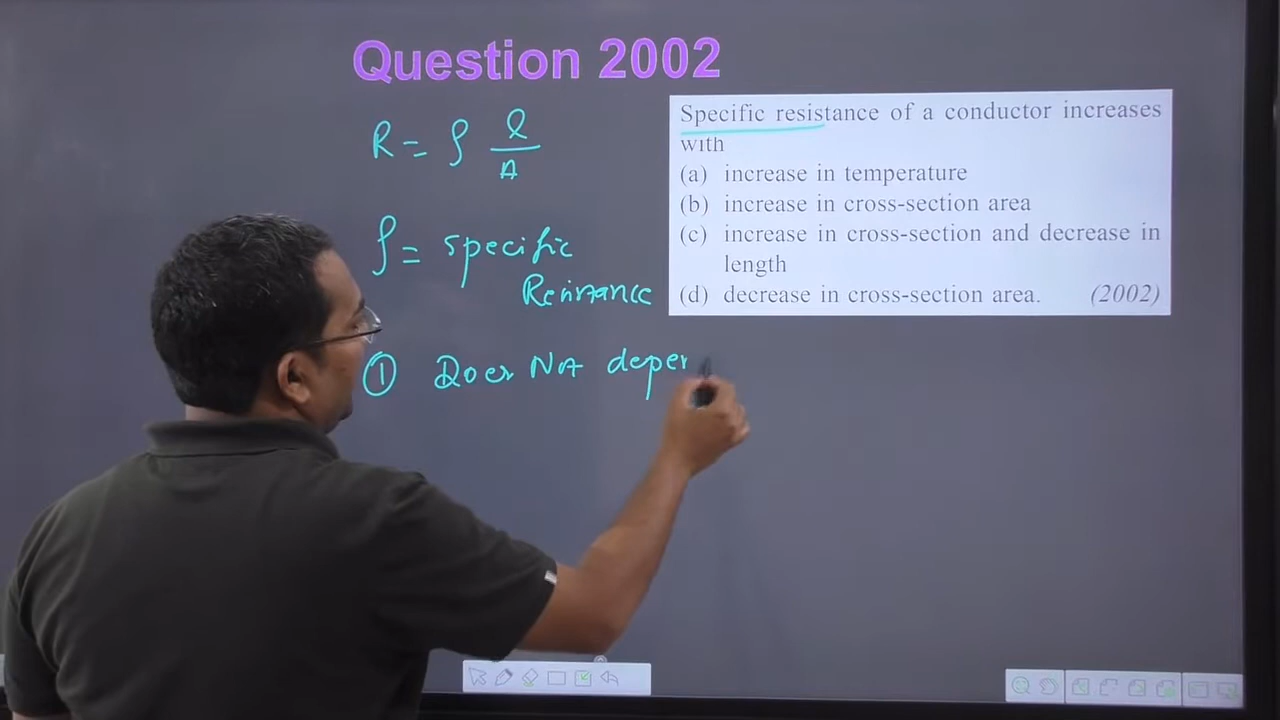 Question 2002
R = ρ l/A
ρ = specific
Resistance
① Does Not depen
Specific resistance of a conductor increases
with
(a) increase in temperature
(b) increase in cross-section area
(c) increase in cross-section and decrease in
length
(d) decrease in cross-section area. (2002)